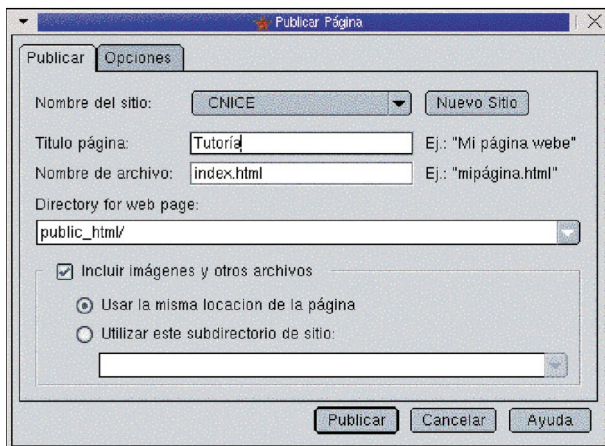 Publicar Página
Publicar Opciones
Nombre del sitio: CNICE Nuevo Sitio
Titulo página: Tutoría Ej.: "Mi página webe"
Nombre de archivo: index.html Ej.: "mipágina.html"
Directory for web page:
public_html/
Incluir imágenes y otros archivos
Usar la misma locacion de la página
Utilizar este subdirectorio de sitio:
Publicar Cancelar Ayuda